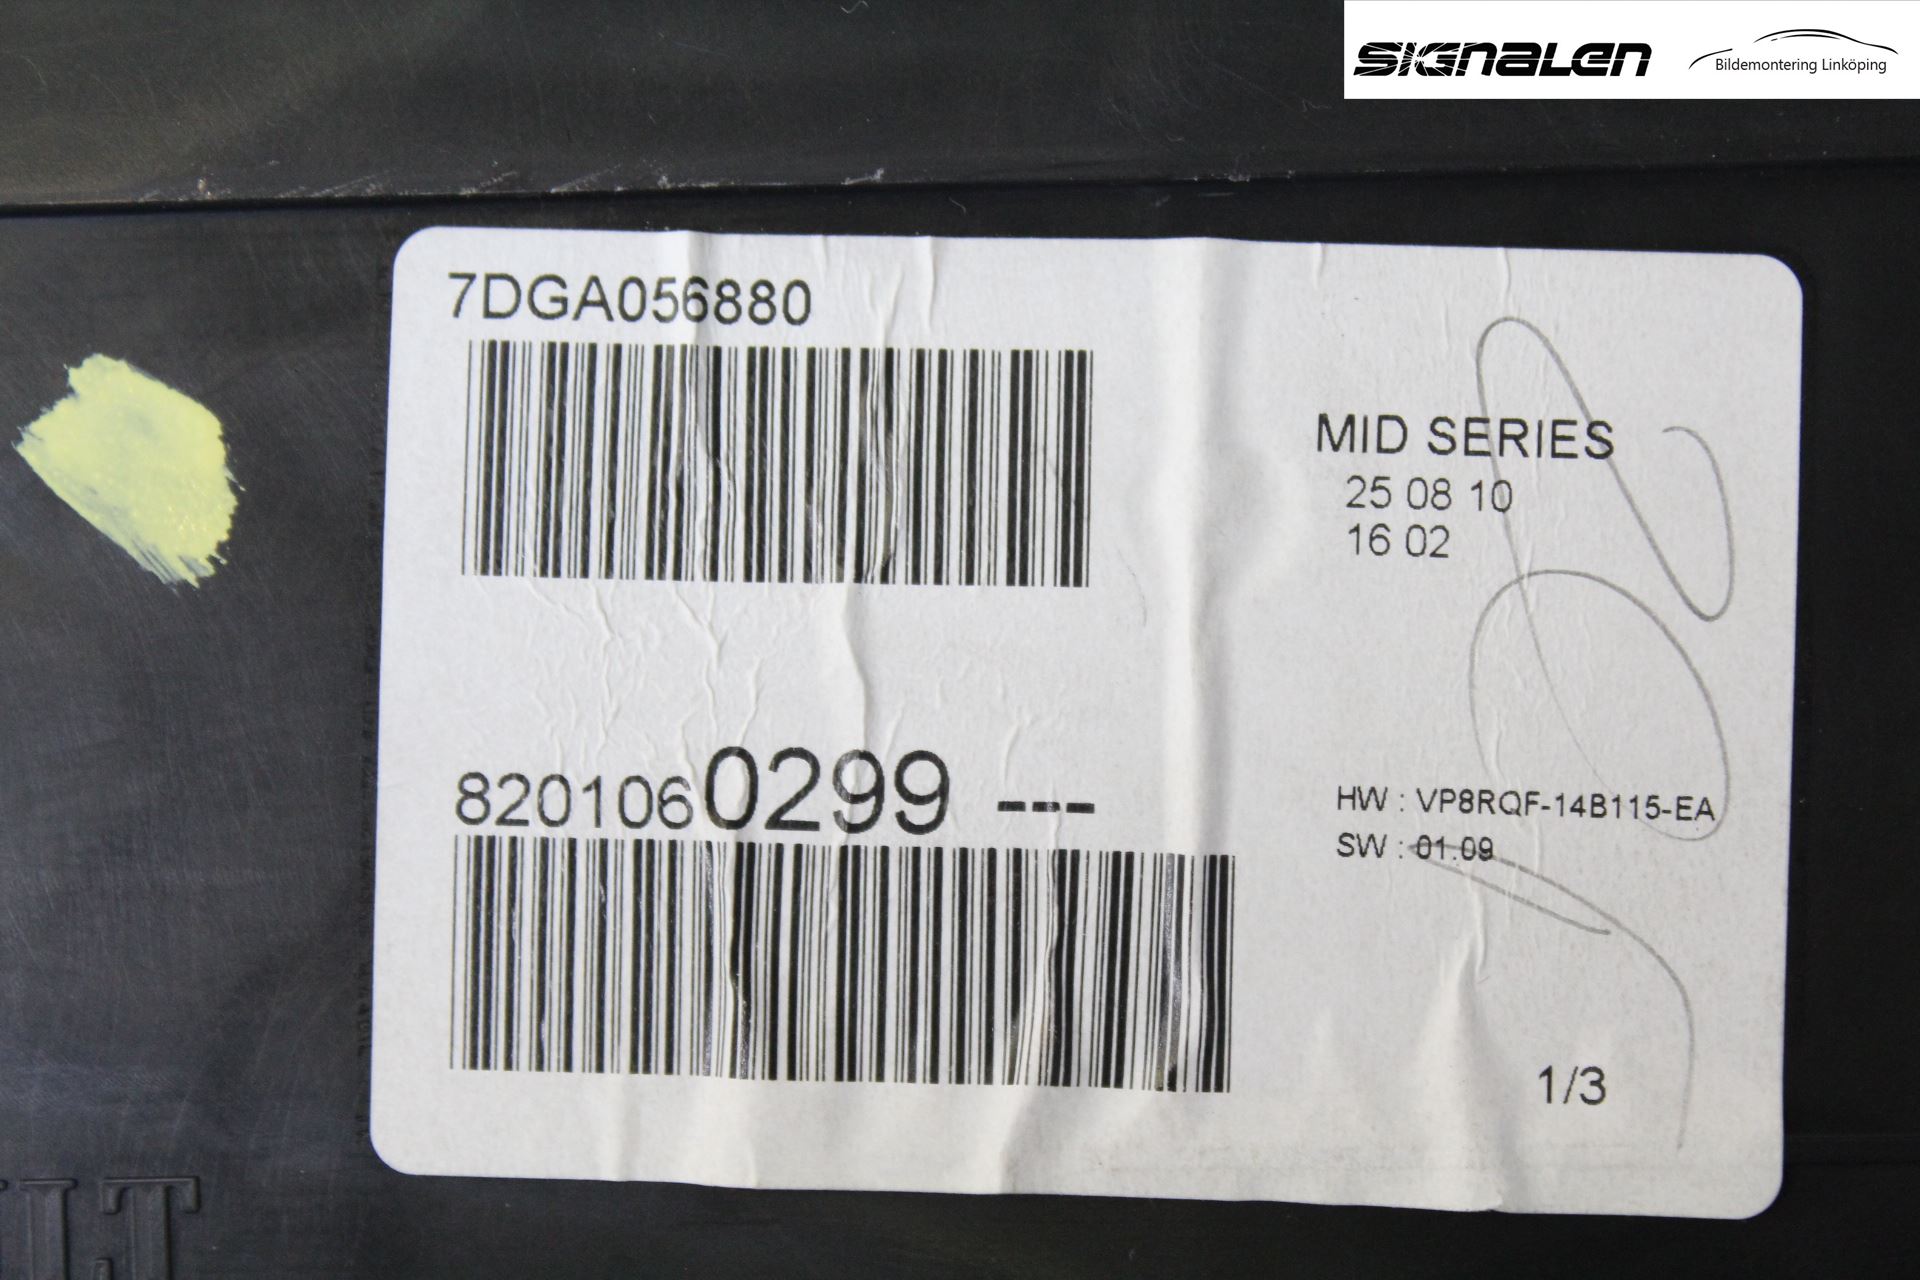 SIGNALEN
Bildemontering Linköping
7DGA056880
MID SERIES
25 08 10
16 02
8201060299 ---
HW : VP8RQF-14B115-EA
SW : 01.09
1/3
LT